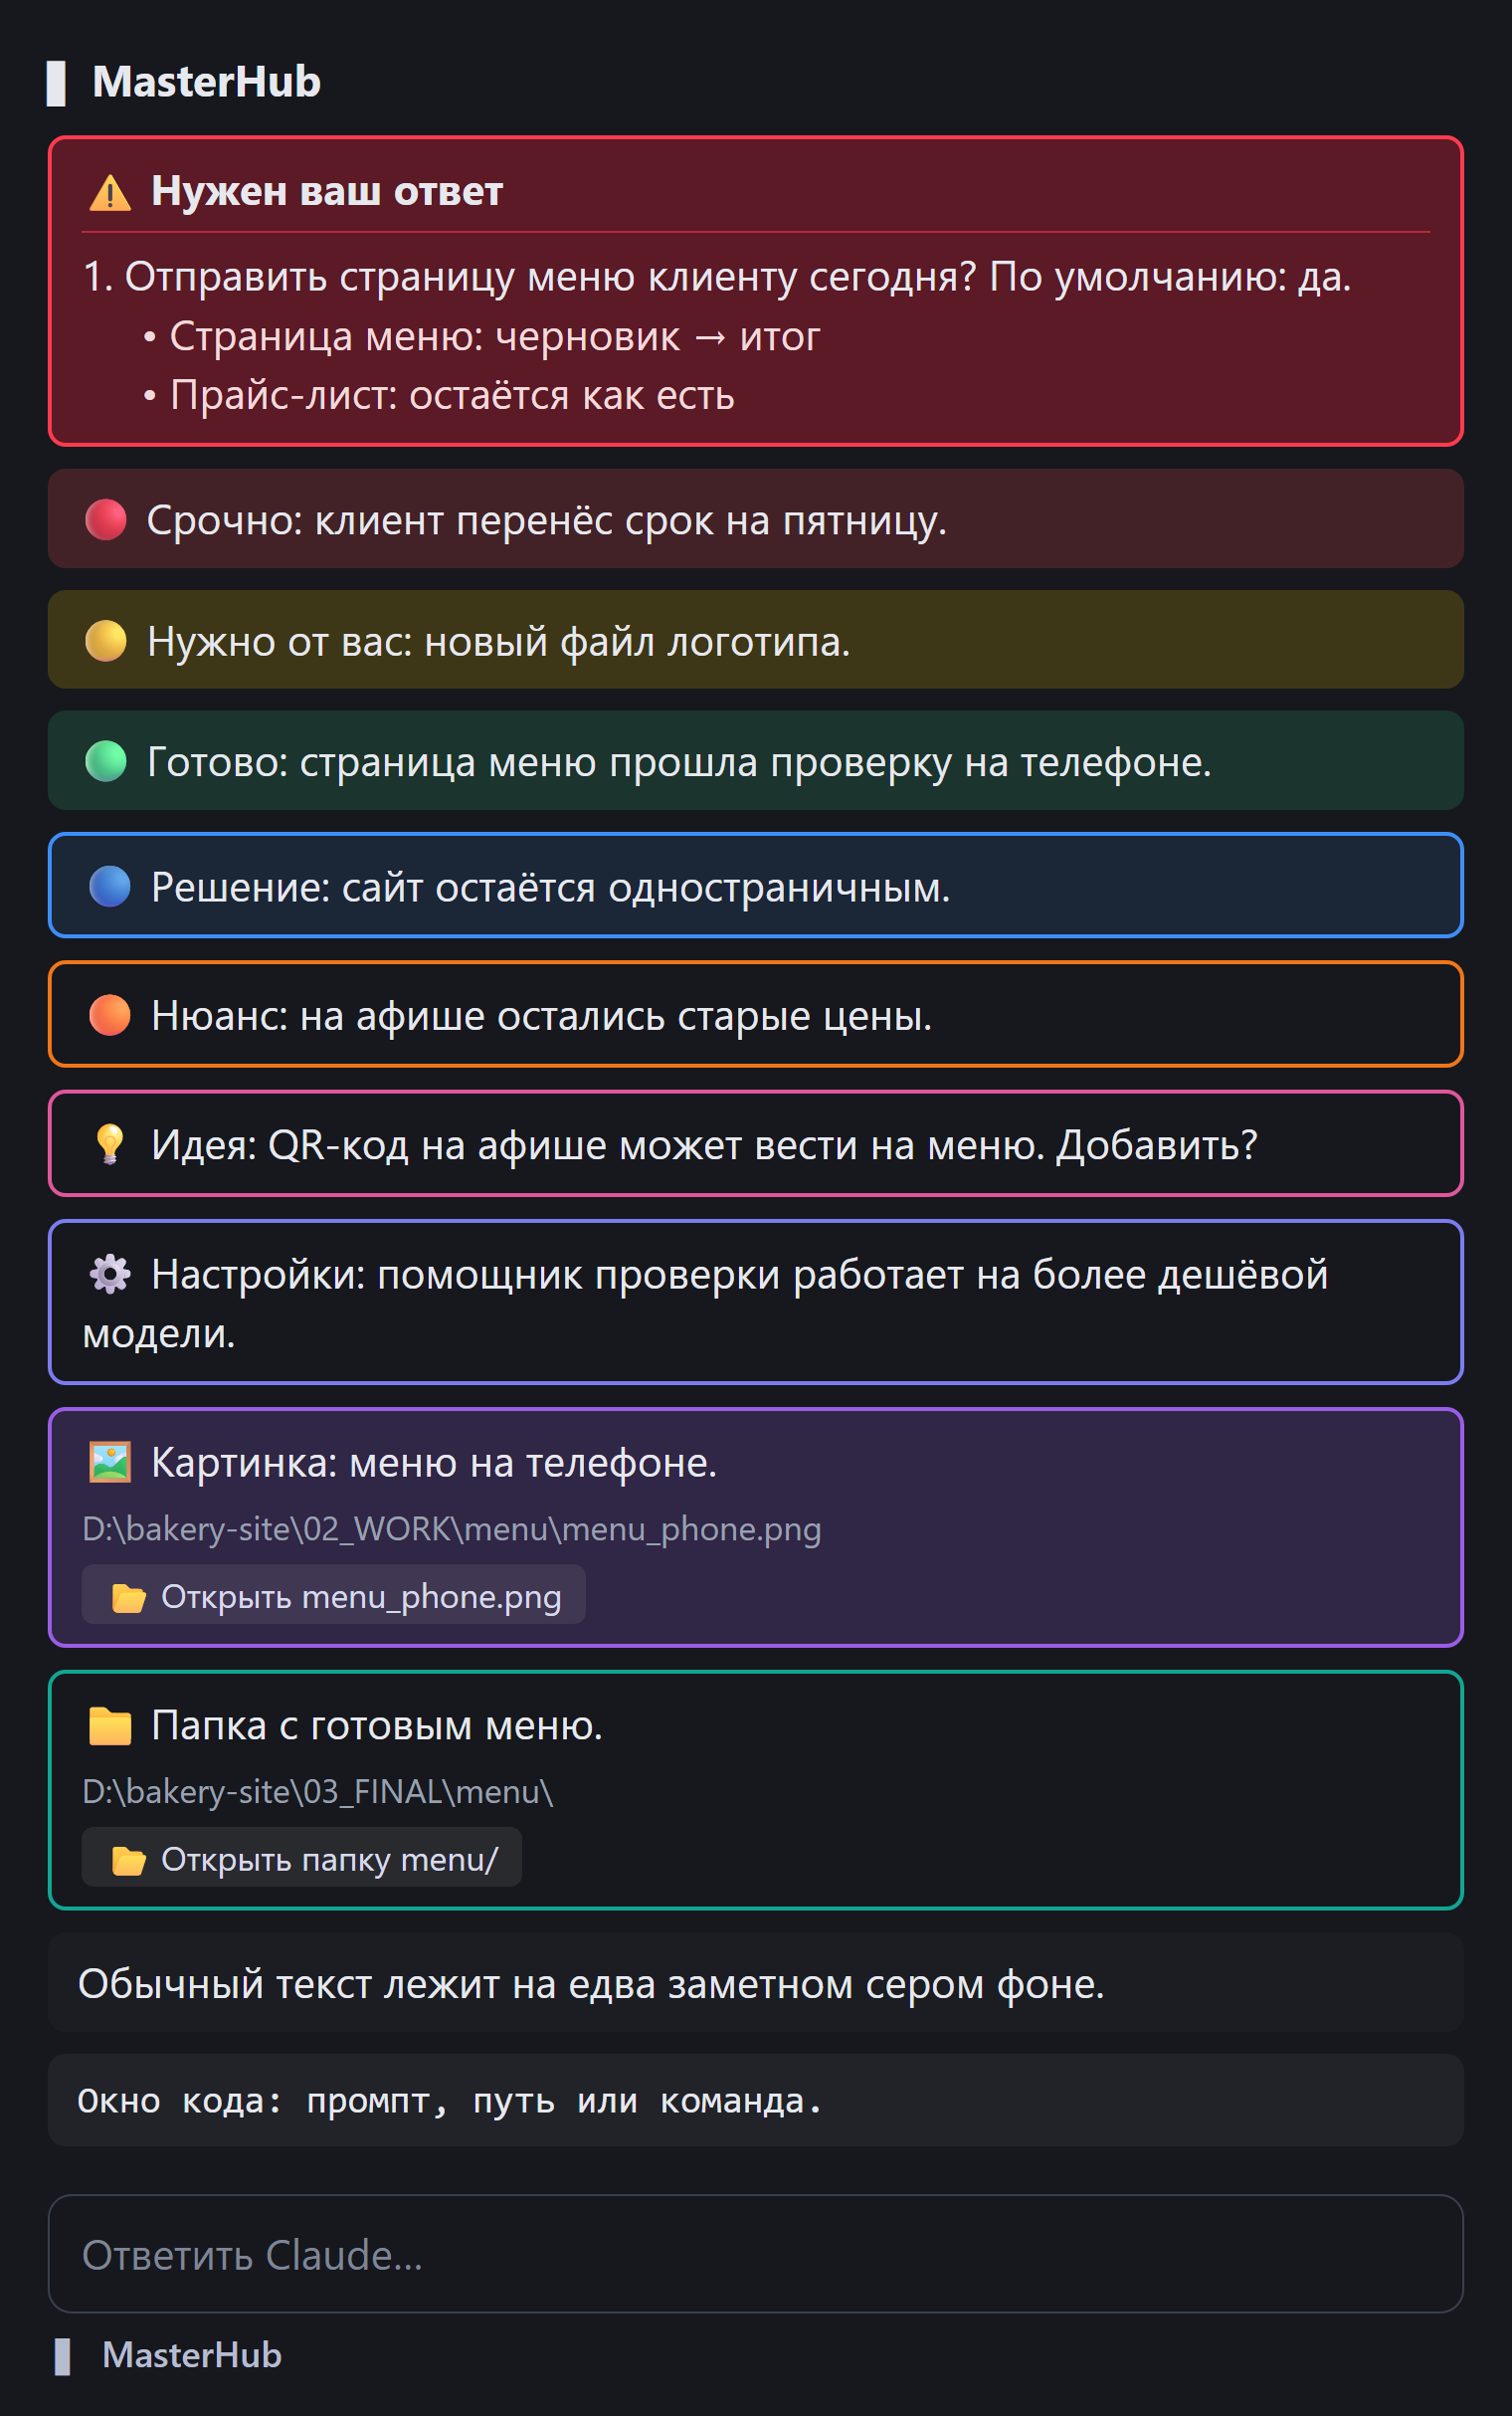 MasterHub
Нужен ваш ответ
1. Отправить страницу меню клиенту сегодня? По умолчанию: да.
• Страница меню: черновик → итог
• Прайс-лист: остаётся как есть
Срочно: клиент перенёс срок на пятницу.
Нужно от вас: новый файл логотипа.
Готово: страница меню прошла проверку на телефоне.
Решение: сайт остаётся одностраничным.
Нюанс: на афише остались старые цены.
Идея: QR-код на афише может вести на меню. Добавить?
Настройки: помощник проверки работает на более дешёвой
модели.
Картинка: меню на телефоне.
D:\bakery-site\02_WORK\menu\menu_phone.png
Открыть menu_phone.png
Папка с готовым меню.
D:\bakery-site\03_FINAL\menu\
Открыть папку menu/
Обычный текст лежит на едва заметном сером фоне.
Окно кода: промпт, путь или команда.
Ответить Claude…
MasterHub